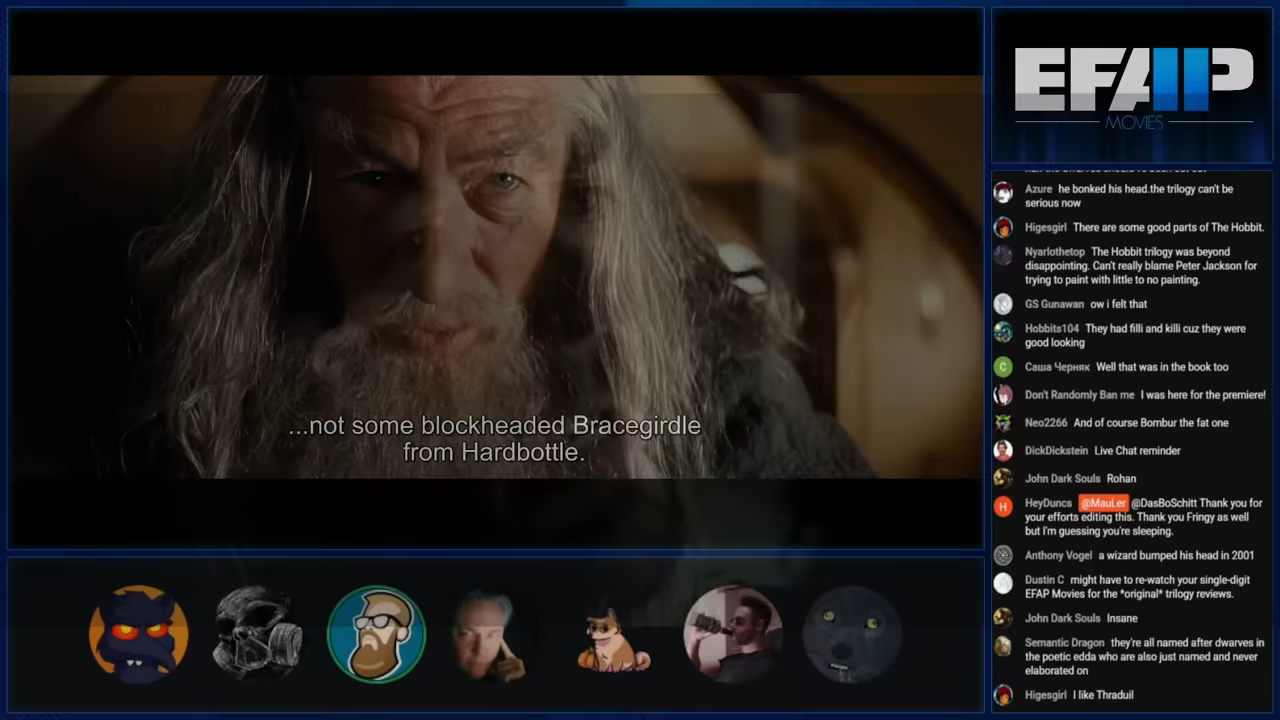 ...not some blockheaded Bracegirdle
from Hardbottle.
EFAP
MOVIES
Azure he bonked his head.the trilogy can't be
serious now
Higesgirl There are some good parts of The Hobbit.
Nyarlothetop The Hobbit trilogy was beyond
disappointing. Can't really blame Peter Jackson for
trying to paint with little to no painting.
GS Gunawan ow i felt that
Hobbits104 They had filli and killi cuz they were
good looking
C
Саша Черняк Well that was in the book too
Don't Randomly Ban me I was here for the premiere!
Neo2266 And of course Bombur the fat one
DickDickstein Live Chat reminder
John Dark Souls Rohan
H
HeyDuncs @MauLer @DasBoSchitt Thank you for
your efforts editing this. Thank you Fringy as well
but I'm guessing you're sleeping.
Anthony Vogel a wizard bumped his head in 2001
Dustin C might have to re-watch your single-digit
EFAP Movies for the *original* trilogy reviews.
John Dark Souls Insane
Semantic Dragon they're all named after dwarves in
the poetic edda who are also just named and never
elaborated on
Higesgirl I like Thraduil